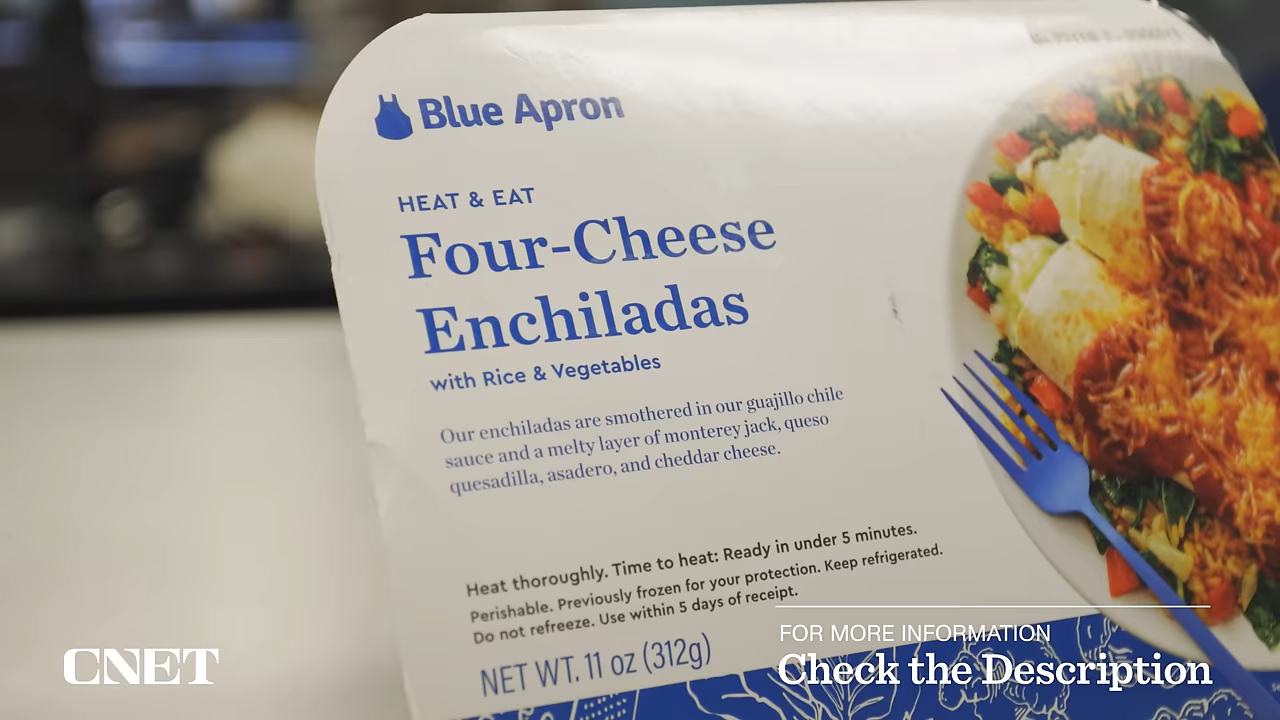 Blue Apron
HEAT & EAT
Four-Cheese
Enchiladas
with Rice & Vegetables
Our enchiladas are smothered in our guajillo chile
sauce and a melty layer of monterey jack, queso
quesadilla, asadero, and cheddar cheese.
Heat thoroughly. Time to heat: Ready in under 5 minutes.
Perishable. Previously frozen for your protection. Keep refrigerated.
Do not refreeze. Use within 5 days of receipt.
NET WT. 11 oz (312g)
CNET
FOR MORE INFORMATION
Check the Description